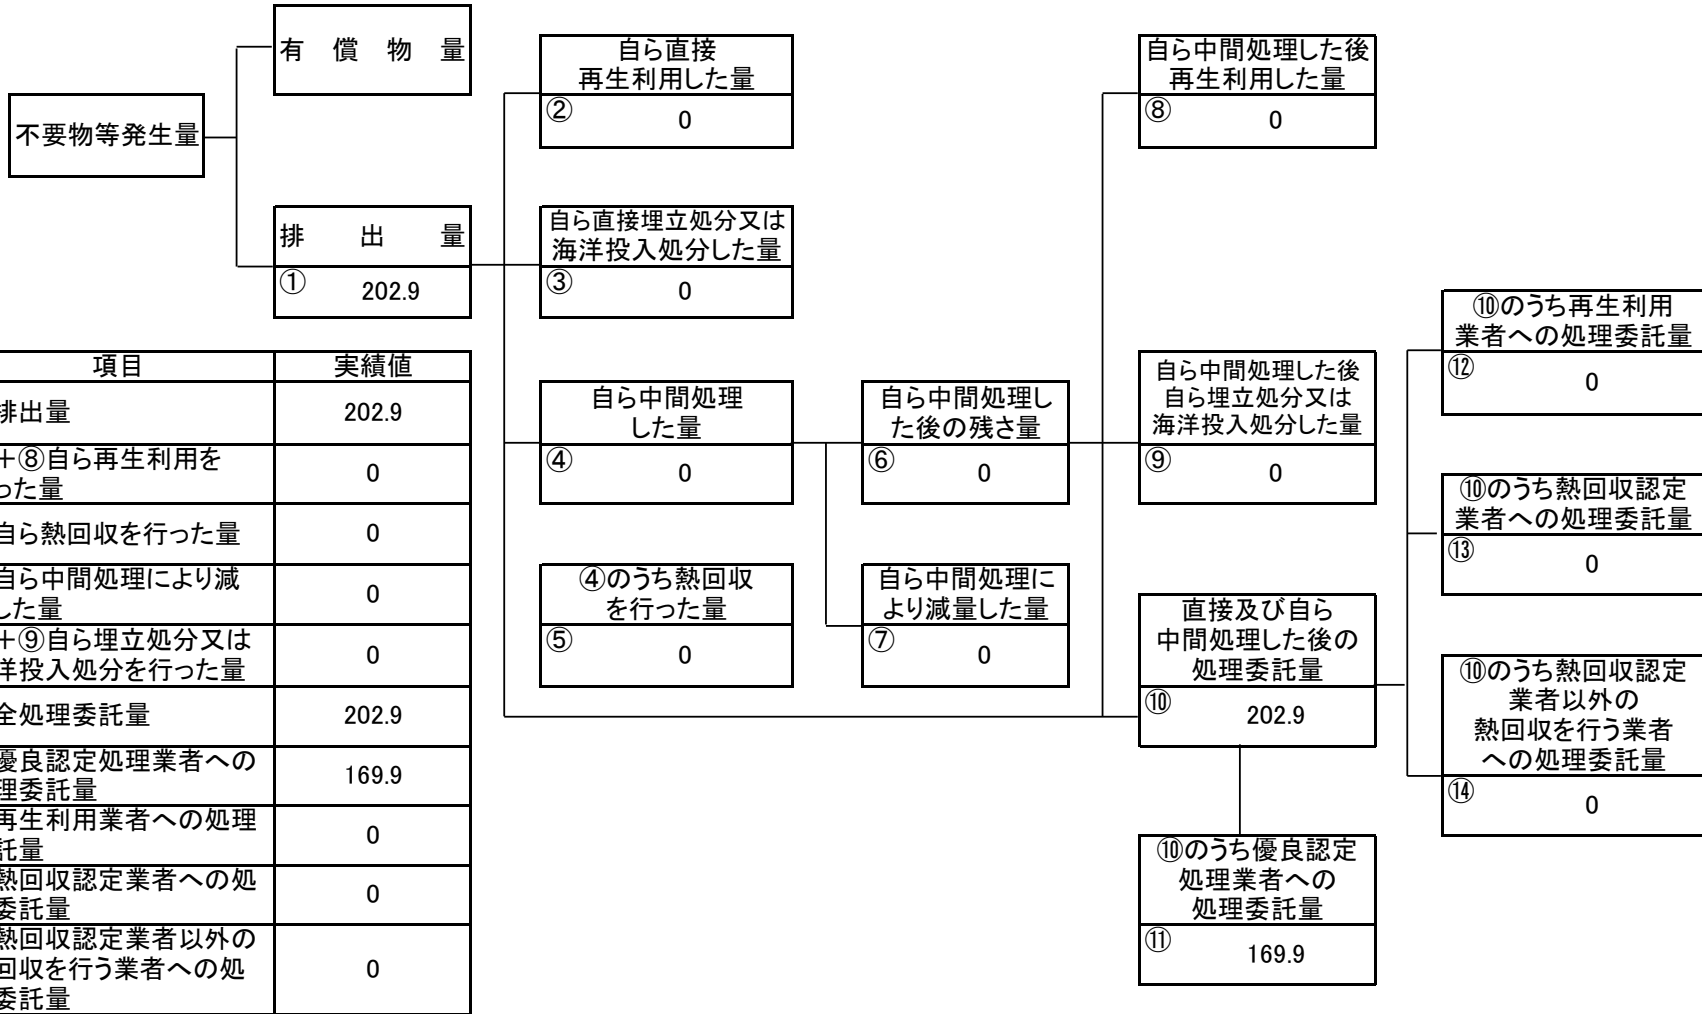 有償物量
不要物等発生量
排出量
①
202.9
自ら直接
再生利用した量
②
0
自ら直接埋立処分又は
海洋投入処分した量
③
0
自ら中間処理
した量
④
0
④のうち熱回収
を行った量
⑤
0
自ら中間処理し
た後の残さ量
⑥
0
自ら中間処理に
より減量した量
⑦
0
自ら中間処理した後
再生利用した量
⑧
0
自ら中間処理した後
自ら埋立処分又は
海洋投入処分した量
⑨
0
直接及び自ら
中間処理した後の
処理委託量
⑩
202.9
⑩のうち優良認定
処理業者への
処理委託量
⑪
169.9
⑩のうち再生利用
業者への処理委託量
⑫
0
⑩のうち熱回収認定
業者への処理委託量
⑬
0
⑩のうち熱回収認定
業者以外の
熱回収を行う業者
への処理委託量
⑭
0
項目
実績値
排出量
202.9
+⑧自ら再生利用を
った量
0
自ら熱回収を行った量
0
自ら中間処理により減
した量
0
+⑨自ら埋立処分又は
洋投入処分を行った量
0
全処理委託量
202.9
優良認定処理業者への
理委託量
169.9
再生利用業者への処理
託量
0
熱回収認定業者への処
委託量
0
熱回収認定業者以外の
回収を行う業者への処
委託量
0